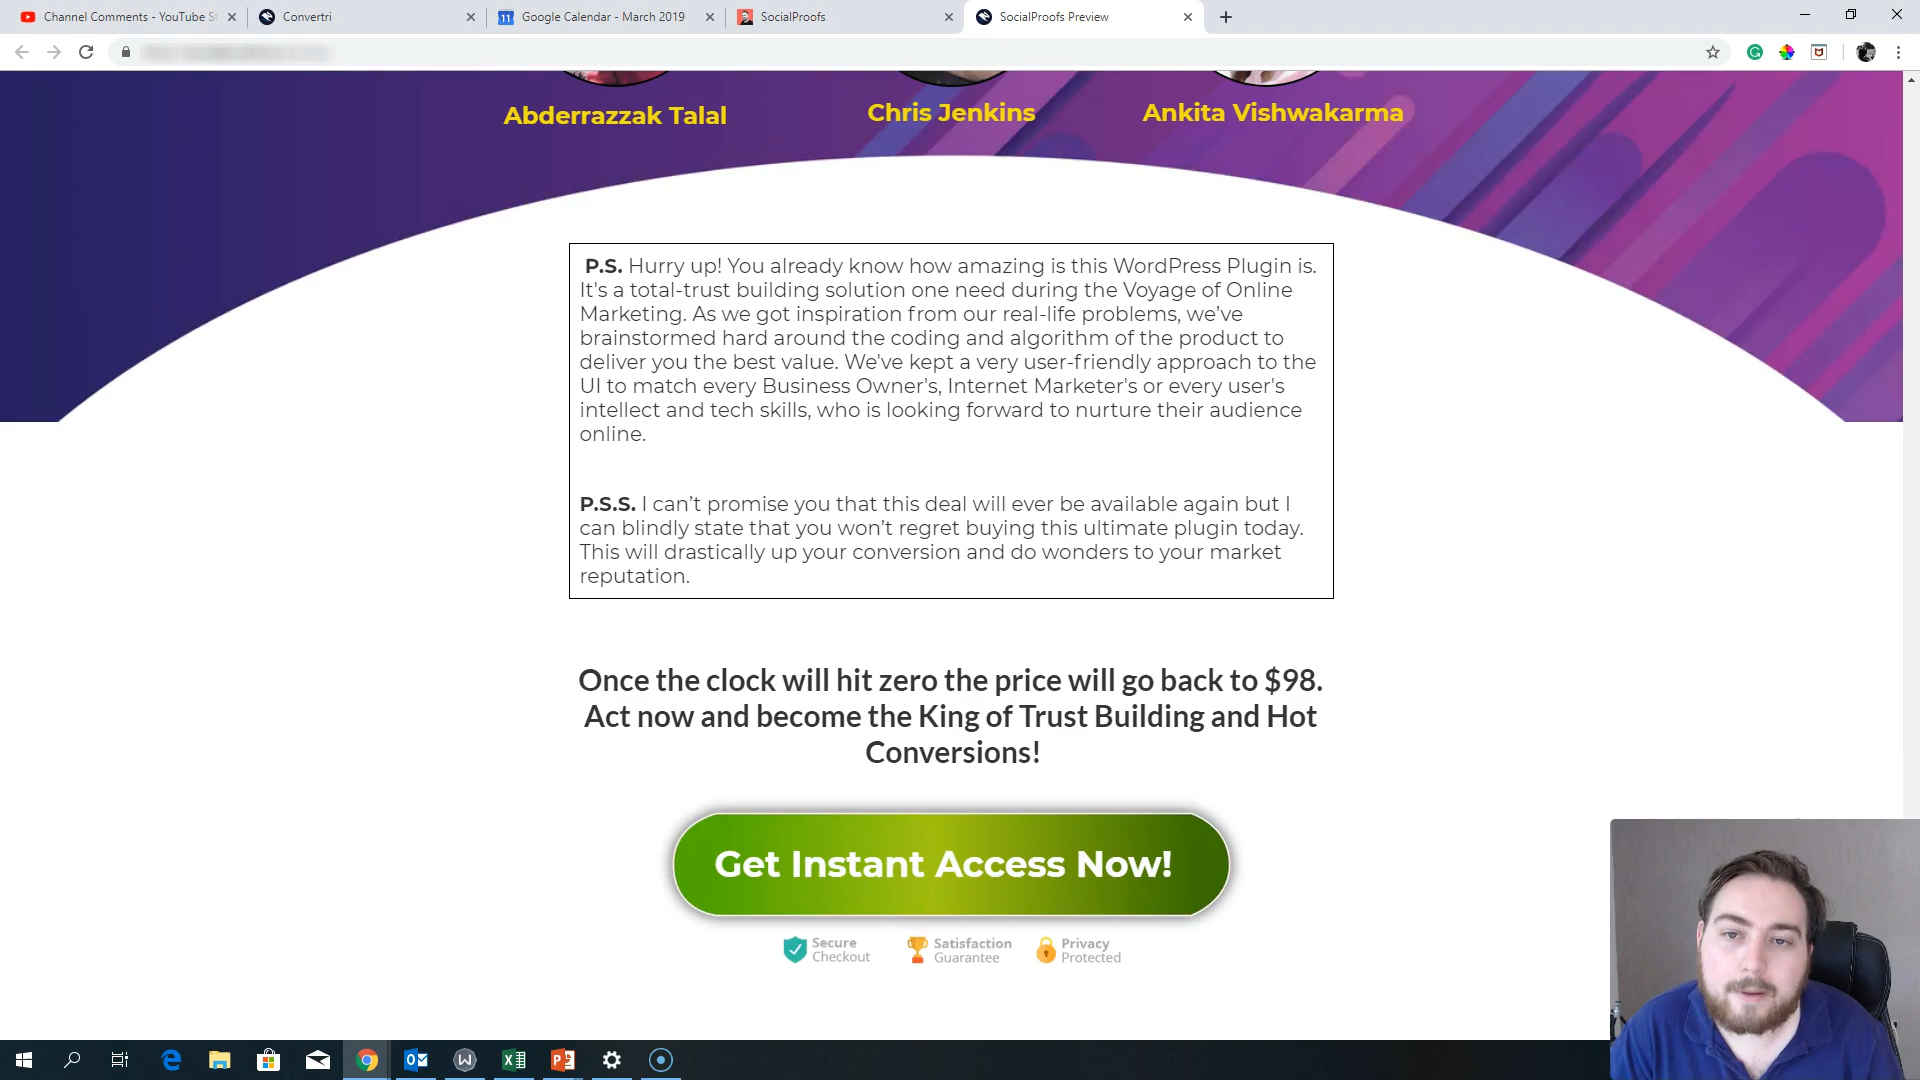 Channel Comments - YouTube St
Convertri
Google Calendar - March 2019
SocialProofs
SocialProofs Preview
Abderrazzak Talal
Chris Jenkins
Ankita Vishwakarma
P.S. Hurry up! You already know how amazing is this WordPress Plugin is.
It's a total-trust building solution one need during the Voyage of Online
Marketing. As we got inspiration from our real-life problems, we’ve
brainstormed hard around the coding and algorithm of the product to
deliver you the best value. We've kept a very user-friendly approach to the
UI to match every Business Owner's, Internet Marketer's or every user's
intellect and tech skills, who is looking forward to nurture their audience
online.
P.S.S. I can’t promise you that this deal will ever be available again but I
can blindly state that you won’t regret buying this ultimate plugin today.
This will drastically up your conversion and do wonders to your market
reputation.
Once the clock will hit zero the price will go back to $98.
Act now and become the King of Trust Building and Hot
Conversions!
Get Instant Access Now!
Secure
Checkout
Satisfaction
Guarantee
Privacy
Protected